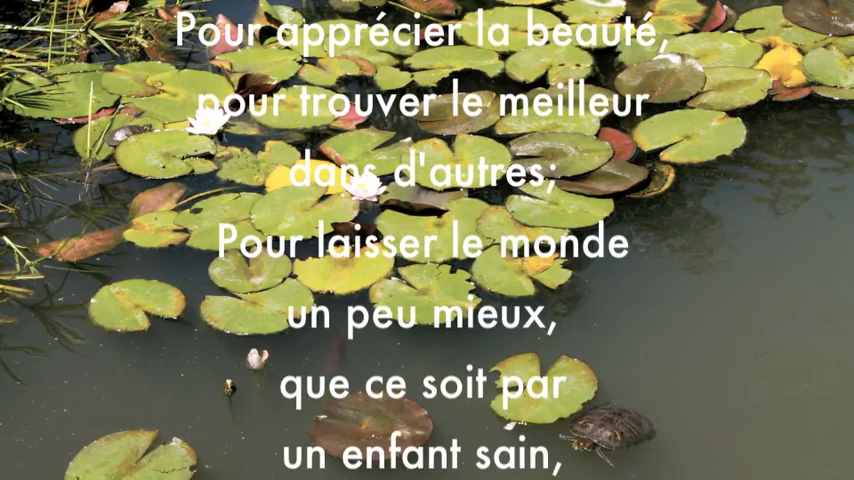 Pour apprécier la beauté,
pour trouver le meilleur
dans d'autres;
Pour laisser le monde
un peu mieux,
que ce soit par
un enfant sain,